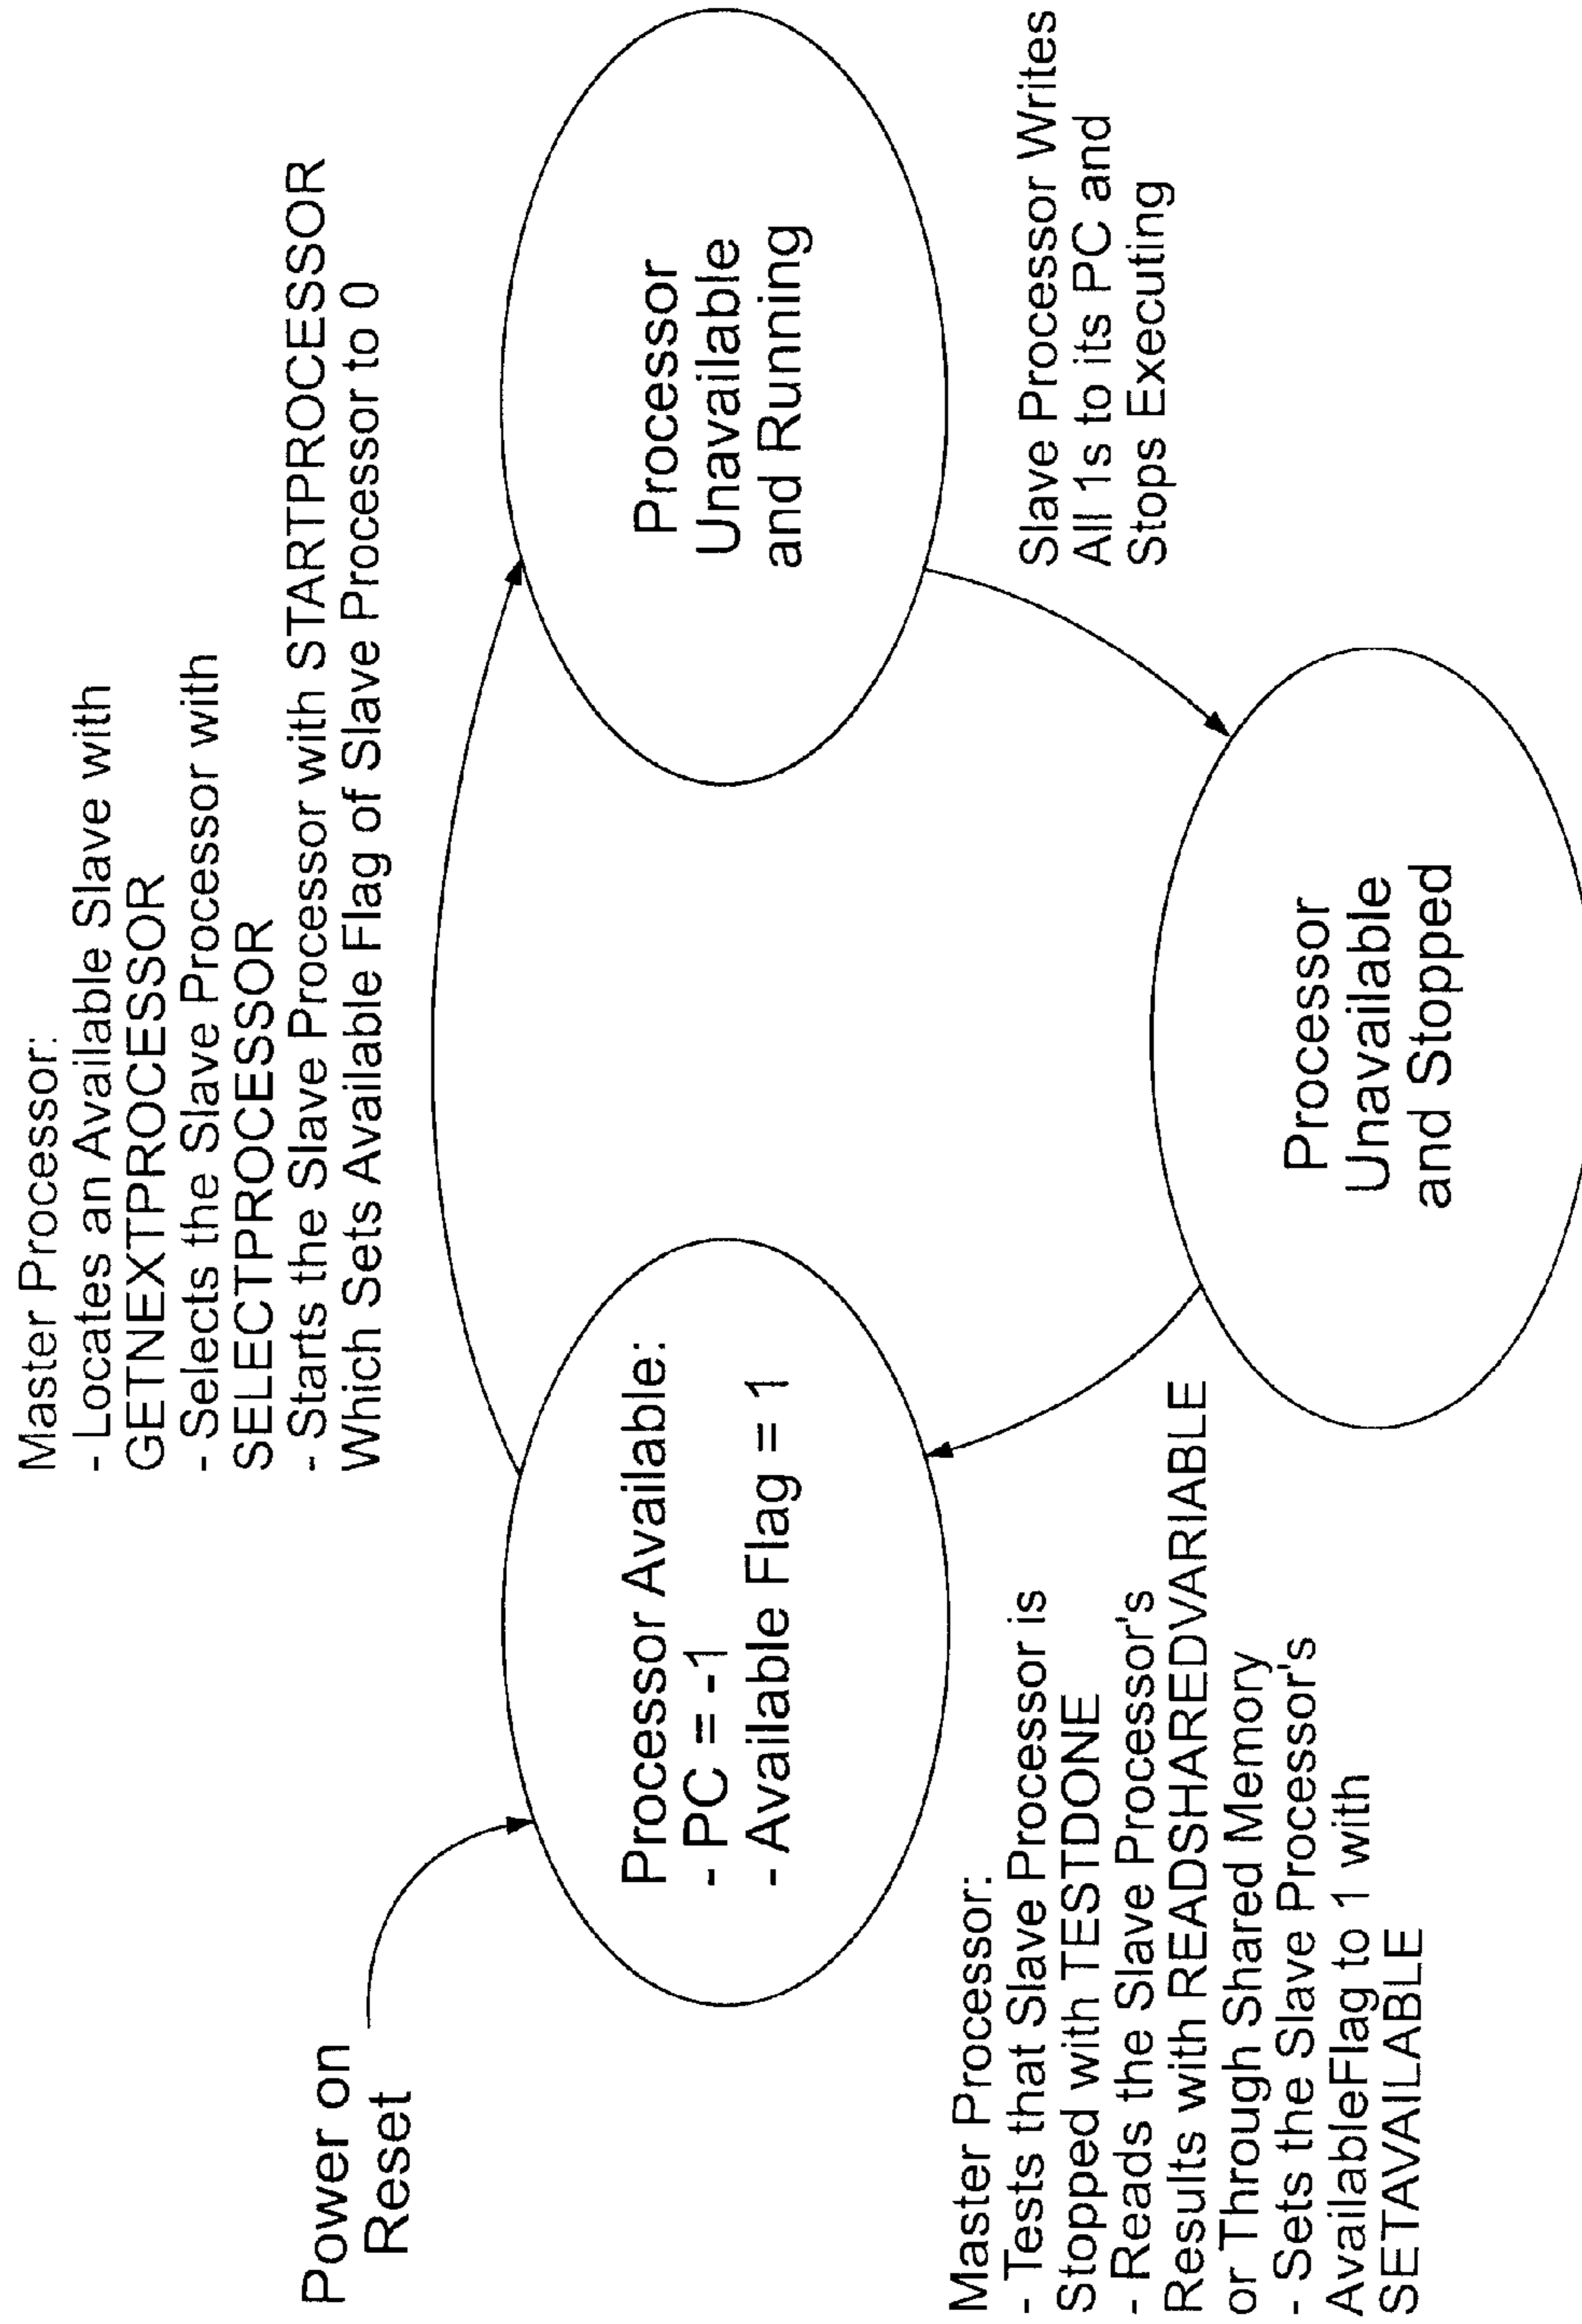 Master Processor:
- Locates an Available Slave with
GETNEXTPROCESSOR
- Selects the Slave Processor with
SELECTPROCESSOR
- Starts the Slave Processor with STARTPROCESSOR
Which Sets Available Flag of Slave Processor to 0
Power on
Reset
Processor Available:
- PC = -1
- Available Flag = 1
Processor
Unavailable
and Running
Slave Processor Writes
All 1s to its PC and
Stops Executing
Master Processor:
- Tests that Slave Processor is
Stopped with TESTDONE
- Reads the Slave Processor's
Results with READSHAREDVARIABLE
or Through Shared Memory
- Sets the Slave Processor's
AvailableFlag to 1 with
SETAVAILABLE
Processor
Unavailable
and Stopped